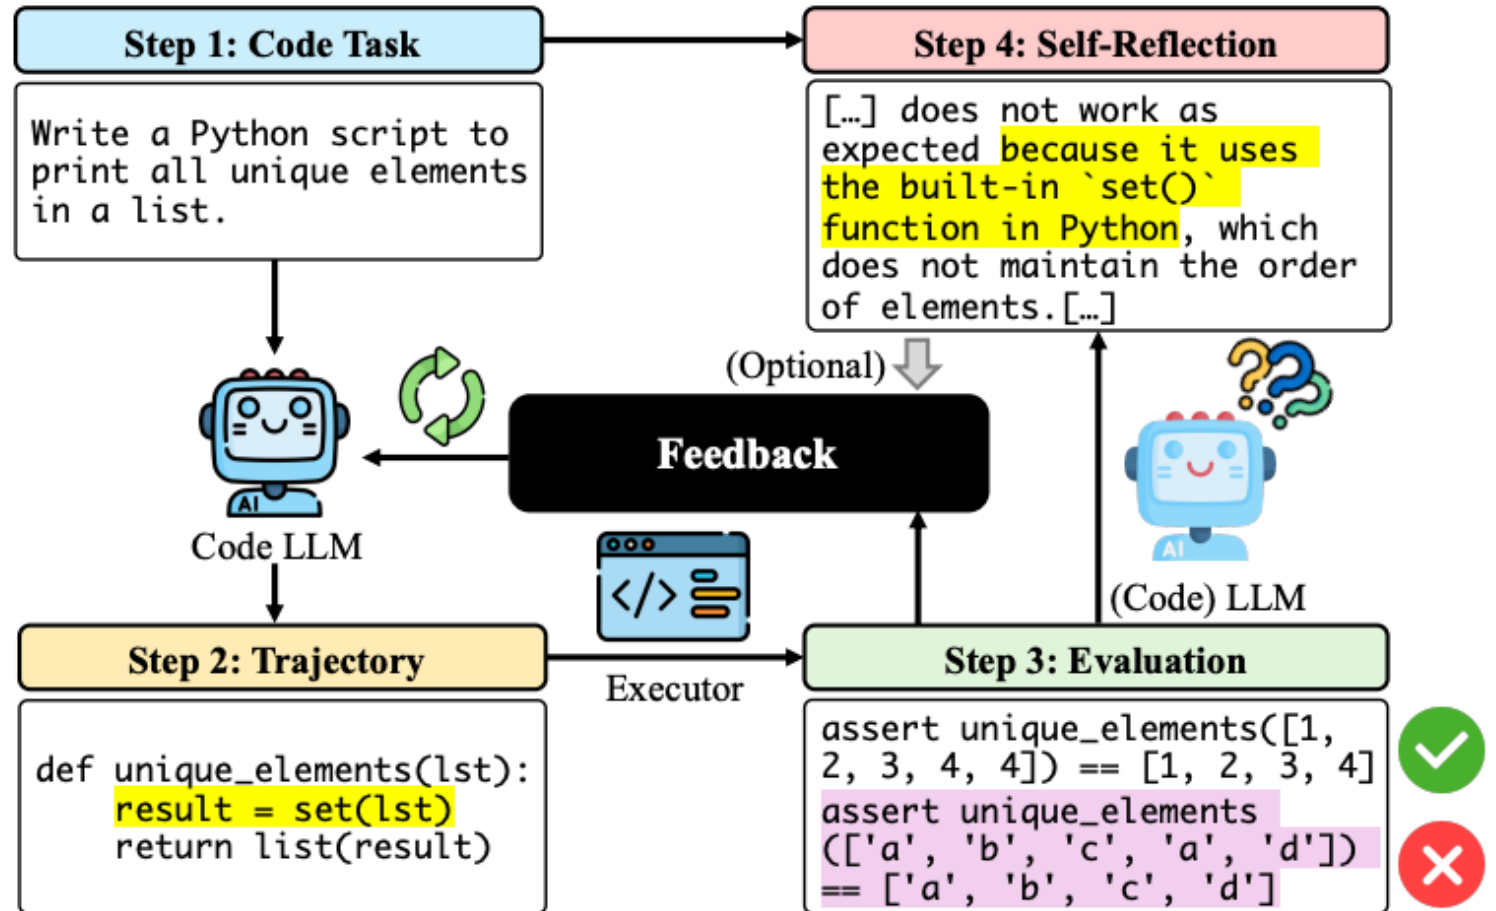 Step 1: Code Task
Write a Python script to
print all unique elements
in a list.
Step 4: Self-Reflection
[…] does not work as
expected because it uses
the built-in `set()`
function in Python, which
does not maintain the order
of elements.[…]
(Optional)
Feedback
AI
Code LLM
AI
(Code) LLM
</>
Executor
Step 2: Trajectory
def unique_elements(lst):
    result = set(lst)
    return list(result)
Step 3: Evaluation
assert unique_elements([1,
2, 3, 4, 4]) == [1, 2, 3, 4]
assert unique_elements
(['a', 'b', 'c', 'a', 'd'])
== ['a', 'b', 'c', 'd']